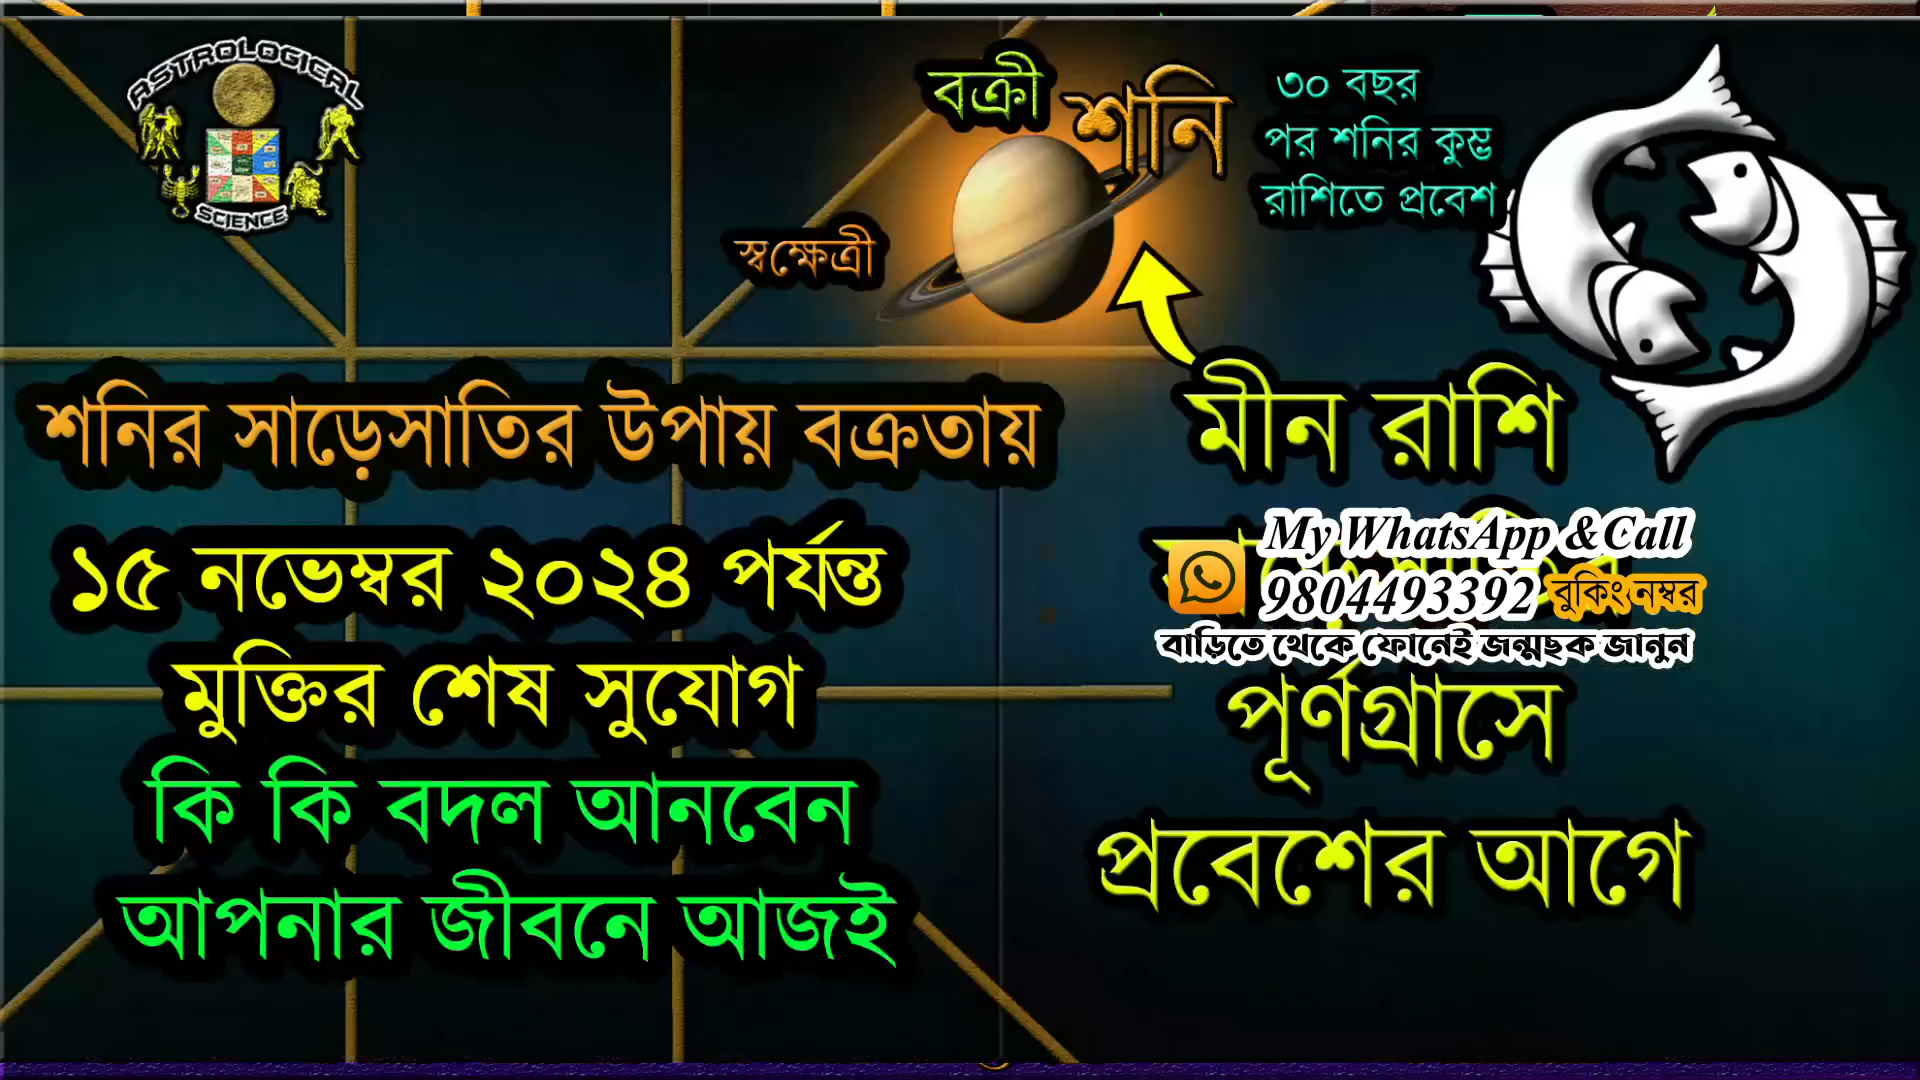 ASTROLOGICAL
SCIENCE
বক্রী
শনি
স্বক্ষেত্রী
৩০ বছর
পর শনির কুম্ভ
রাশিতে প্রবেশ
শনির সাড়েসাতির উপায় বক্রতায়
১৫ নভেম্বর ২০২৪ পর্যন্ত
মুক্তির শেষ সুযোগ
কি কি বদল আনবেন
আপনার জীবনে আজই
মীন রাশি
My WhatsApp &Call
9804493392 বুকিং নম্বর
বাড়িতে থেকে ফোনেই জন্মছক জানুন
পূর্ণগ্রাসে
প্রবেশের আগে